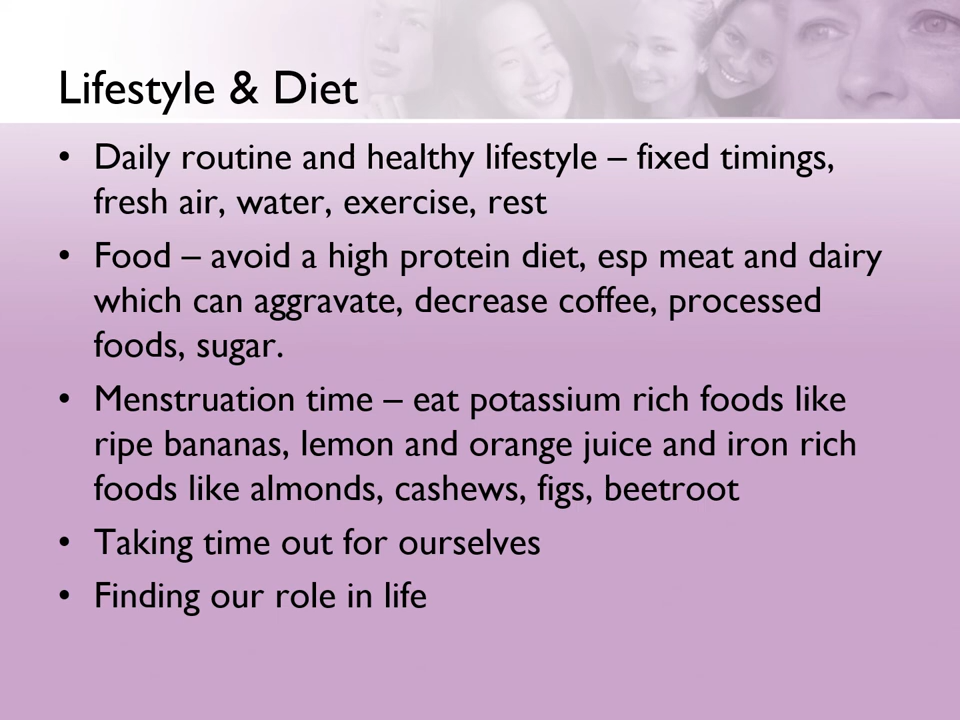 Lifestyle & Diet
• Daily routine and healthy lifestyle – fixed timings,
fresh air, water, exercise, rest
• Food – avoid a high protein diet, esp meat and dairy
which can aggravate, decrease coffee, processed
foods, sugar.
• Menstruation time – eat potassium rich foods like
ripe bananas, lemon and orange juice and iron rich
foods like almonds, cashews, figs, beetroot
• Taking time out for ourselves
• Finding our role in life